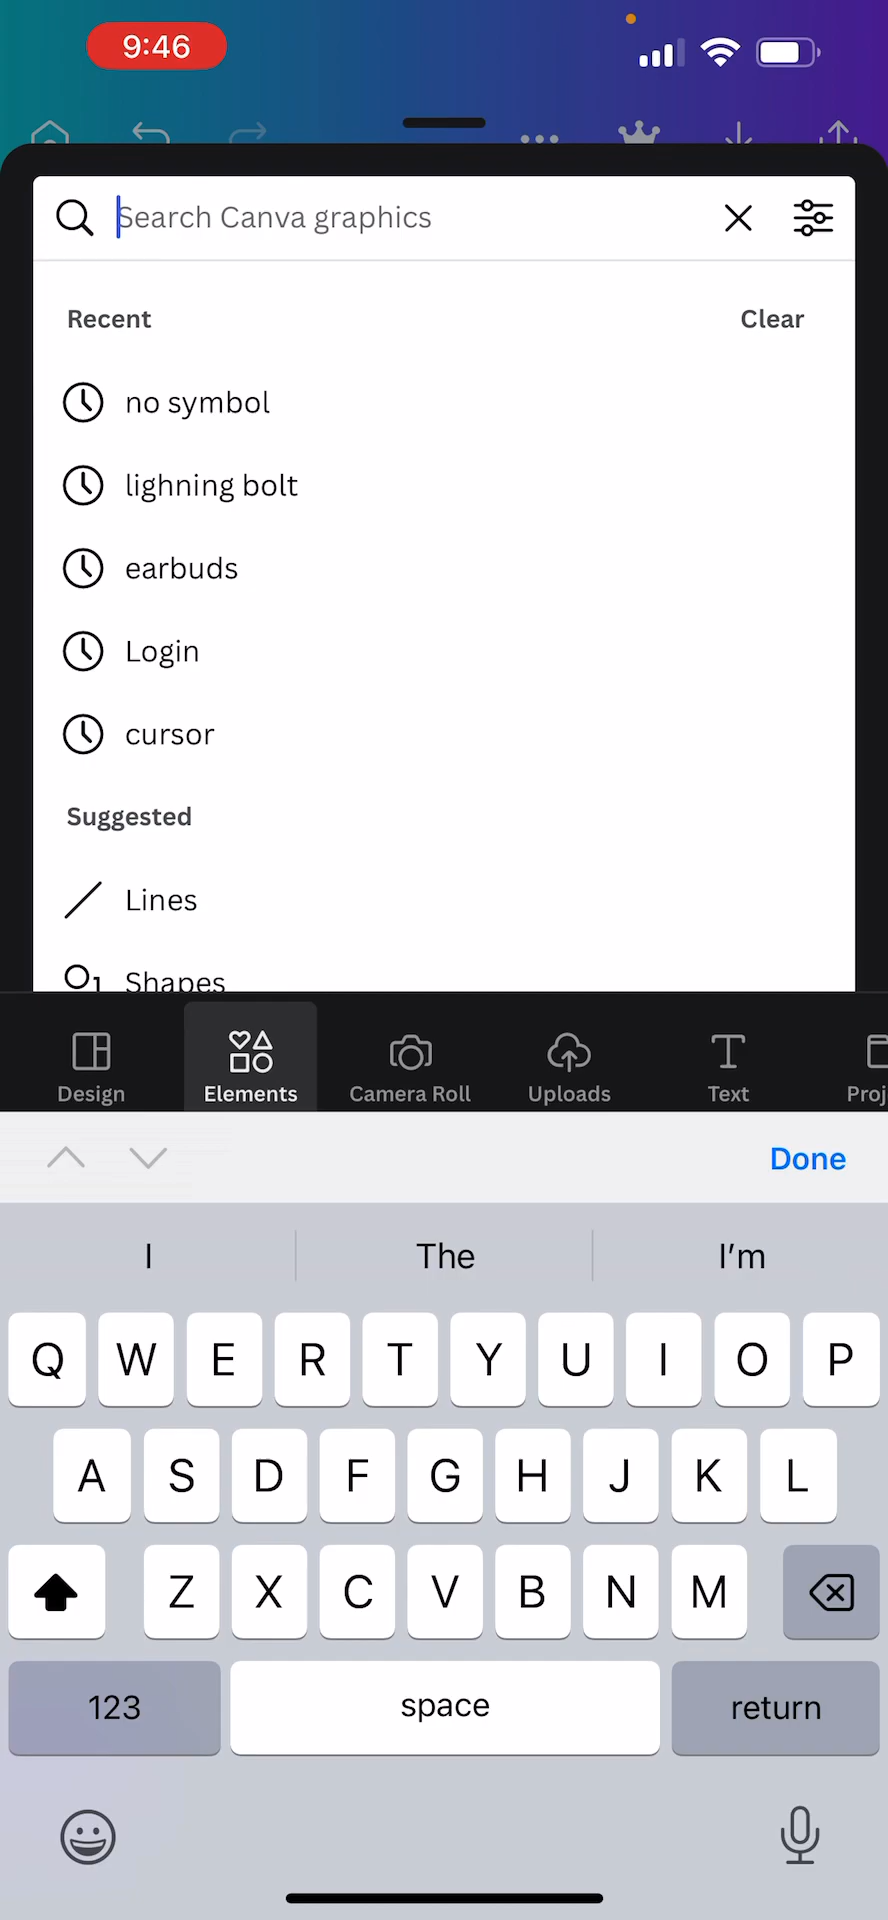 9:46
Search Canva graphics
Recent
Clear
no symbol
lighning bolt
earbuds
Login
cursor
Suggested
Lines
Shapes
Design
Elements
Camera Roll
Uploads
Text
Proj
Done
I
The
I'm
Q W E R T Y U I O P
A S D F G H J K L
Z X C V B N M
123
space
return